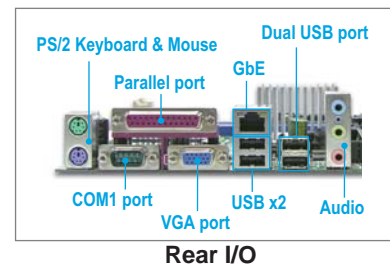 Dual USB port
PS/2 Keyboard & Mouse
GbE
Parallel port
COM1 port
USB x2
Audio
VGA port
Rear I/O